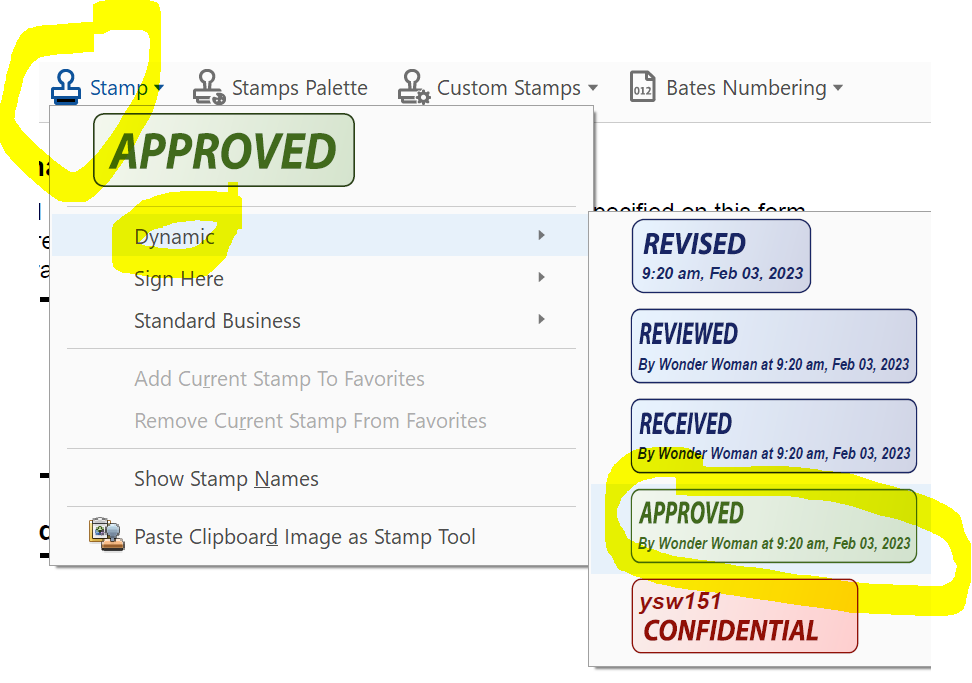 Stamp
Stamps Palette
Custom Stamps
012
Bates Numbering
APPROVED
on this form
Dynamic
Sign Here
Standard Business
Add Current Stamp To Favorites
Remove Current Stamp From Favorites
Show Stamp Names
Paste Clipboard Image as Stamp Tool
REVISED
9:20 am, Feb 03, 2023
REVIEWED
By Wonder Woman at 9:20 am, Feb 03, 2023
RECEIVED
By Wonder Woman at 9:20 am, Feb 03, 2023
APPROVED
By Wonder Woman at 9:20 am, Feb 03, 2023
ysw151
CONFIDENTIAL